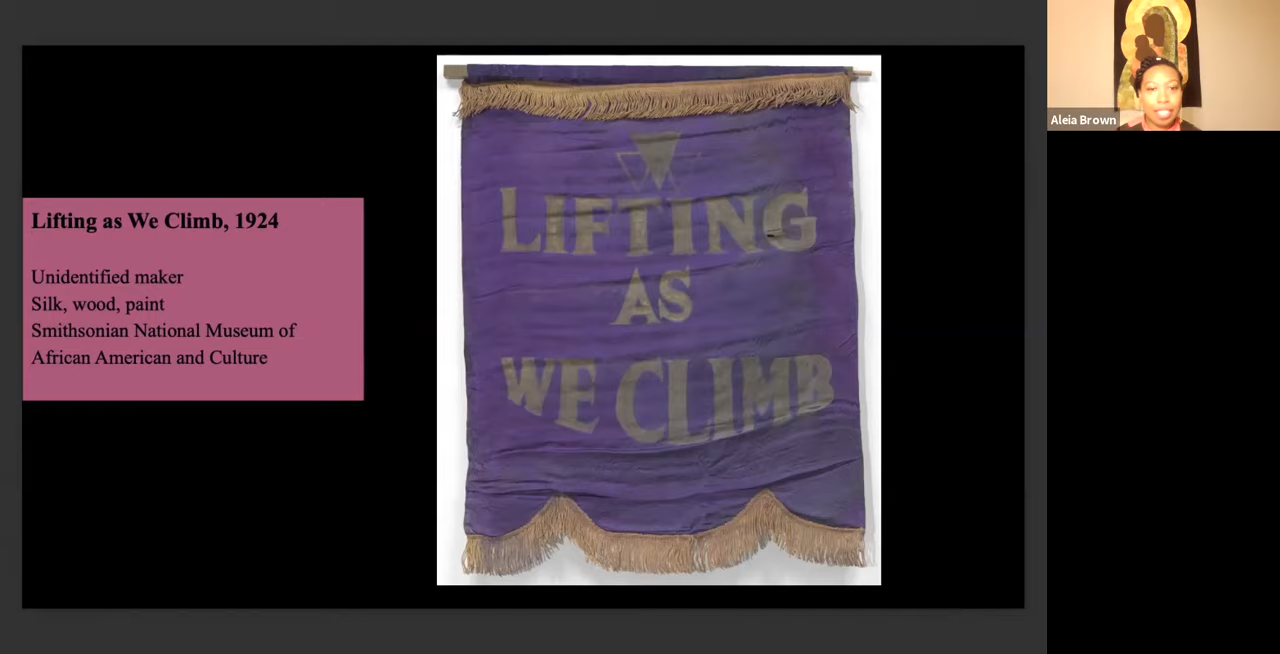 Lifting as We Climb, 1924
Unidentified maker
Silk, wood, paint
Smithsonian National Museum of
African American and Culture
LIFTING
AS
WE CLIMB
Aleia Brown